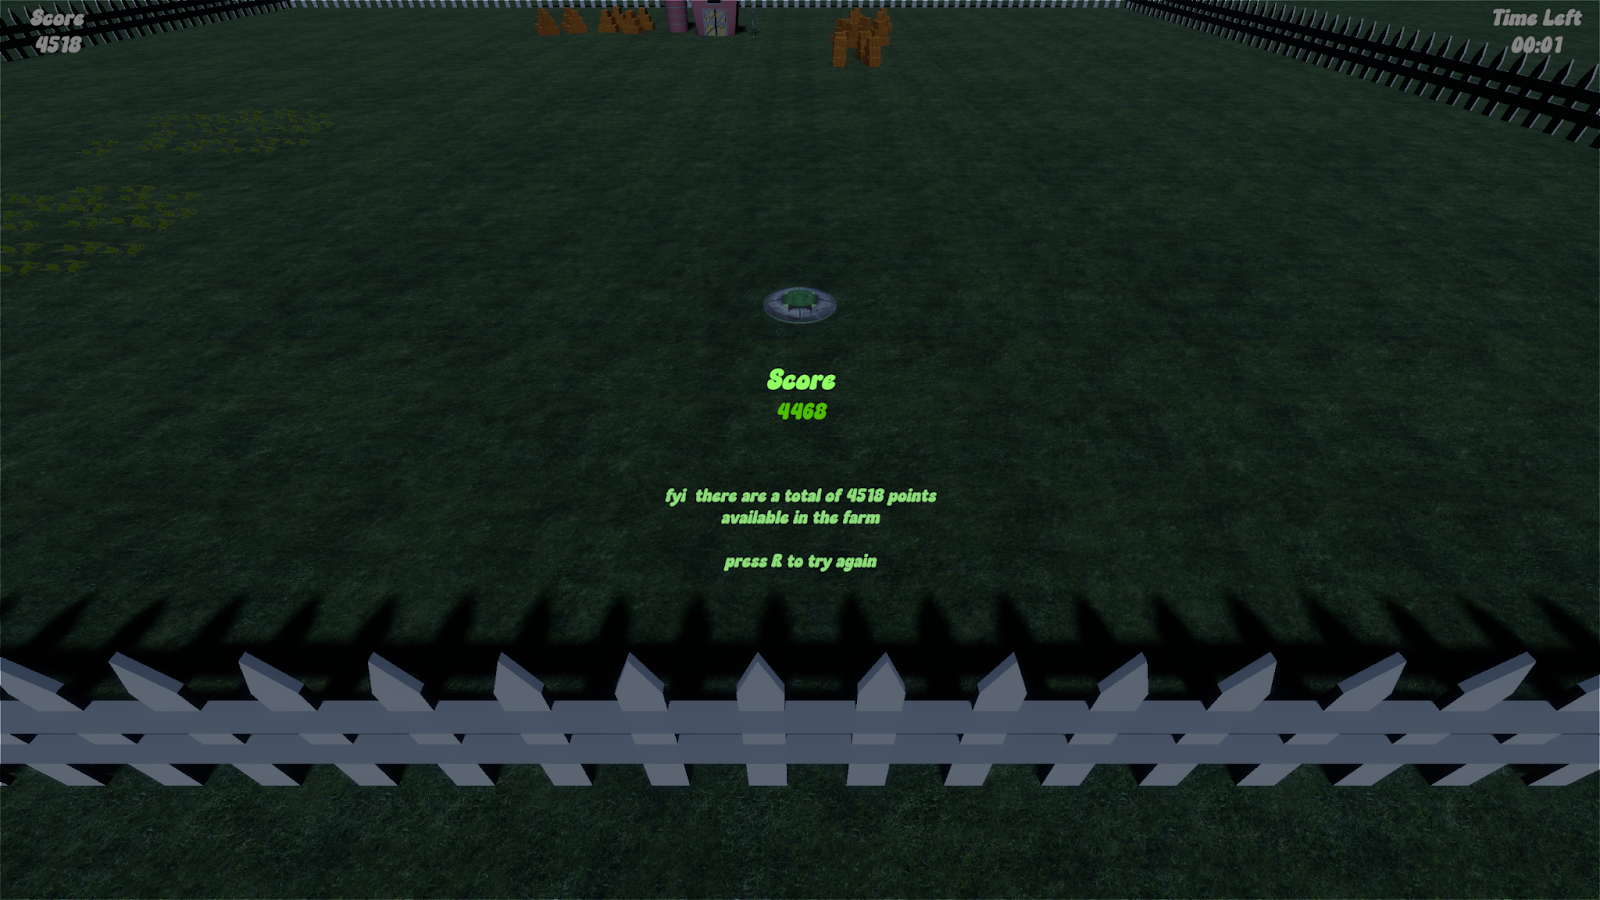 Score
4518
Time Left
00:01
Score
4468
fyi there are a total of 4518 points
available in the farm
press R to try again